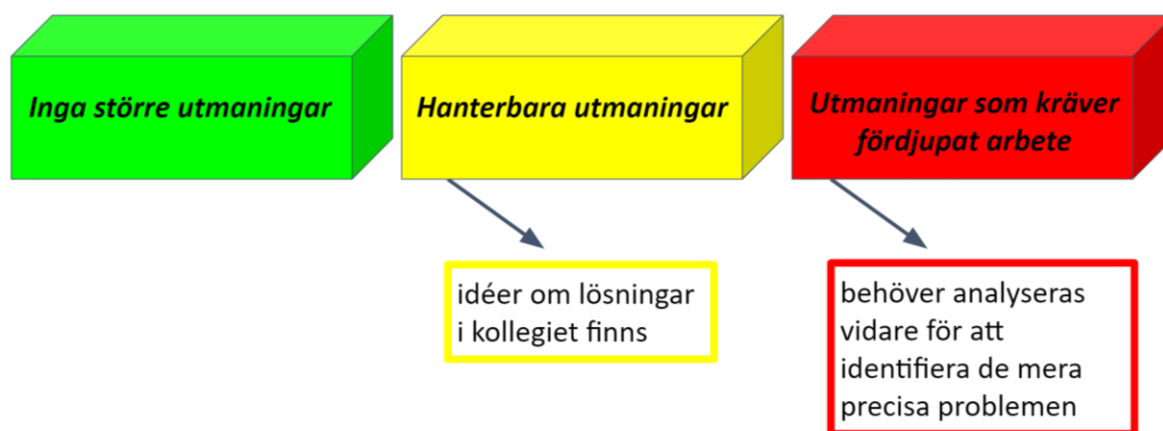 Inga större utmaningar
Hanterbara utmaningar
Utmaningar som kräver
fördjupat arbete
idéer om lösningar
i kollegiet finns
behöver analyseras
vidare för att
identifiera de mera
precisa problemen